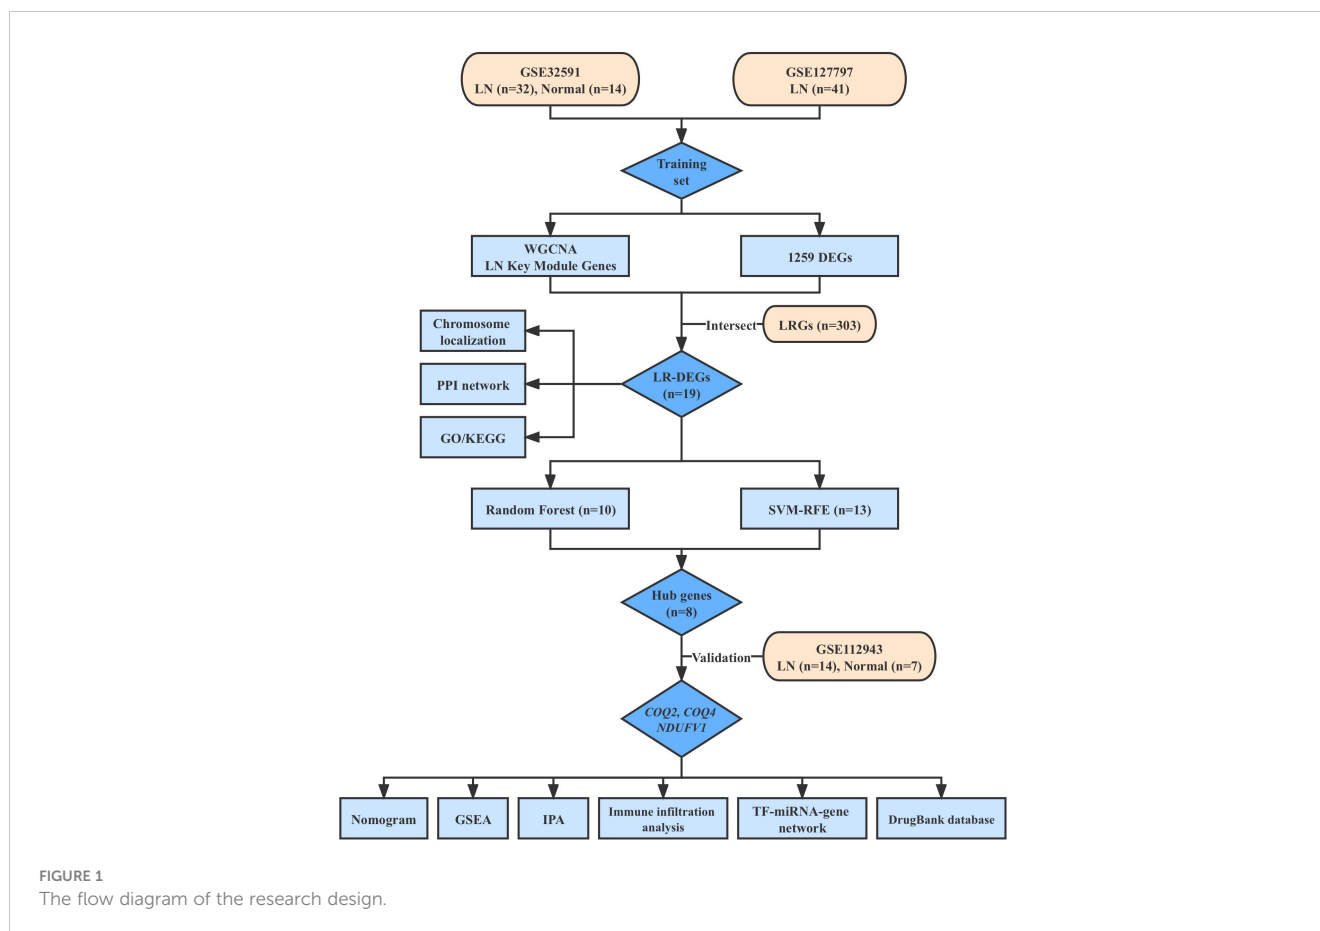 GSE32591
LN (n=32), Normal (n=14)
GSE127797
LN (n=41)
Training
set
WGCNA
LN Key Module Genes
1259 DEGs
Intersect
LRGs (n=303)
Chromosome
localization
PPI network
GO/KEGG
LR-DEGs
(n=19)
Random Forest (n=10)
SVM-RFE (n=13)
Hub genes
(n=8)
Validation
GSE112943
LN (n=14), Normal (n=7)
COQ2, COQ4
NDUFV1
Nomogram
GSEA
IPA
Immune infiltration
analysis
TF-miRNA-gene
network
DrugBank database
FIGURE 1
The flow diagram of the research design.